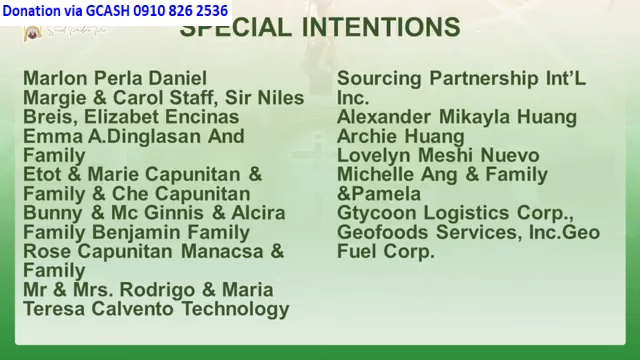 Donation via GCASH 0910 826 2536
SPECIAL INTENTIONS
Marlon Perla Daniel
Margie & Carol Staff, Sir Niles
Breis, Elizabet Encinas
Emma A.Dinglasan And
Family
Etot & Marie Capunitan &
Family & Che Capunitan
Bunny & Mc Ginnis & Alcira
Family Benjamin Family
Rose Capunitan Manacsa &
Family
Mr & Mrs. Rodrigo & Maria
Teresa Calvento Technology
Sourcing Partnership Int’L
Inc.
Alexander Mikayla Huang
Archie Huang
Lovelyn Meshi Nuevo
Michelle Ang & Family
&Pamela
Gtycoon Logistics Corp.,
Geofoods Services, Inc.Geo
Fuel Corp.